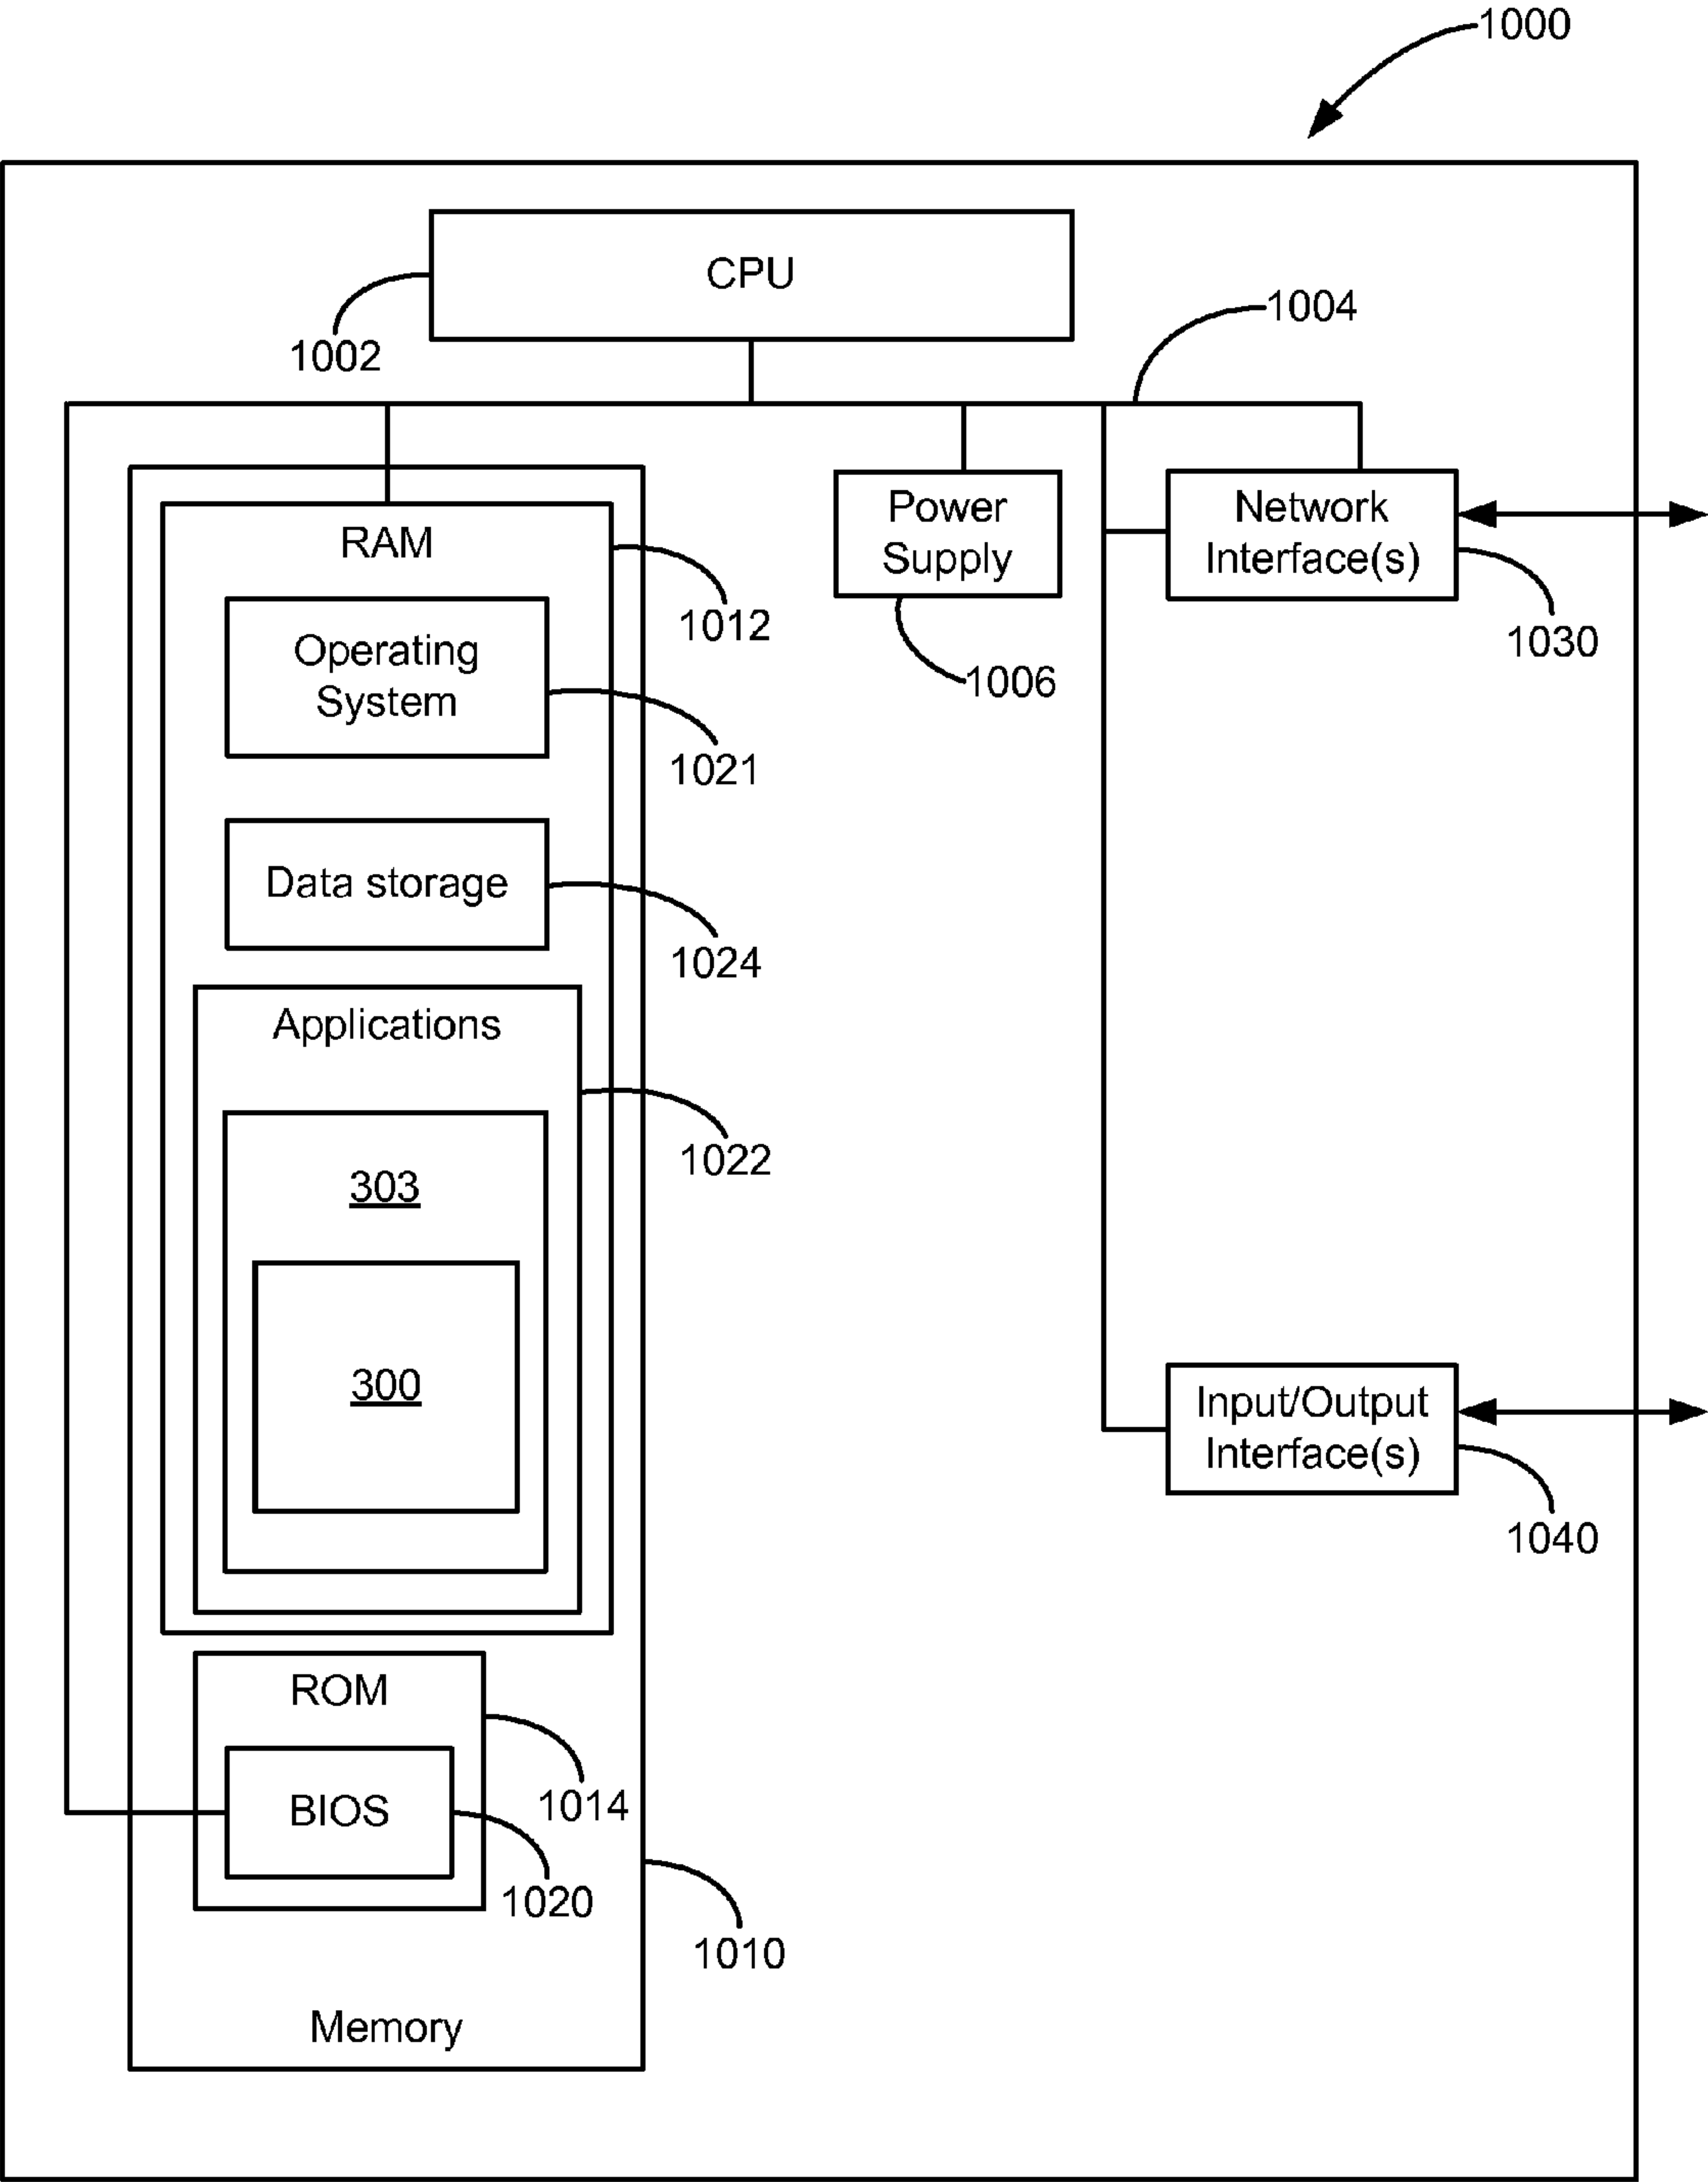 1000
CPU
1002
1004
RAM
1012
Power
Supply
1006
Network
Interface(s)
1030
Operating
System
1021
Data storage
1024
Applications
1022
303
300
Input/Output
Interface(s)
1040
ROM
1014
BIOS
1020
1010
Memory